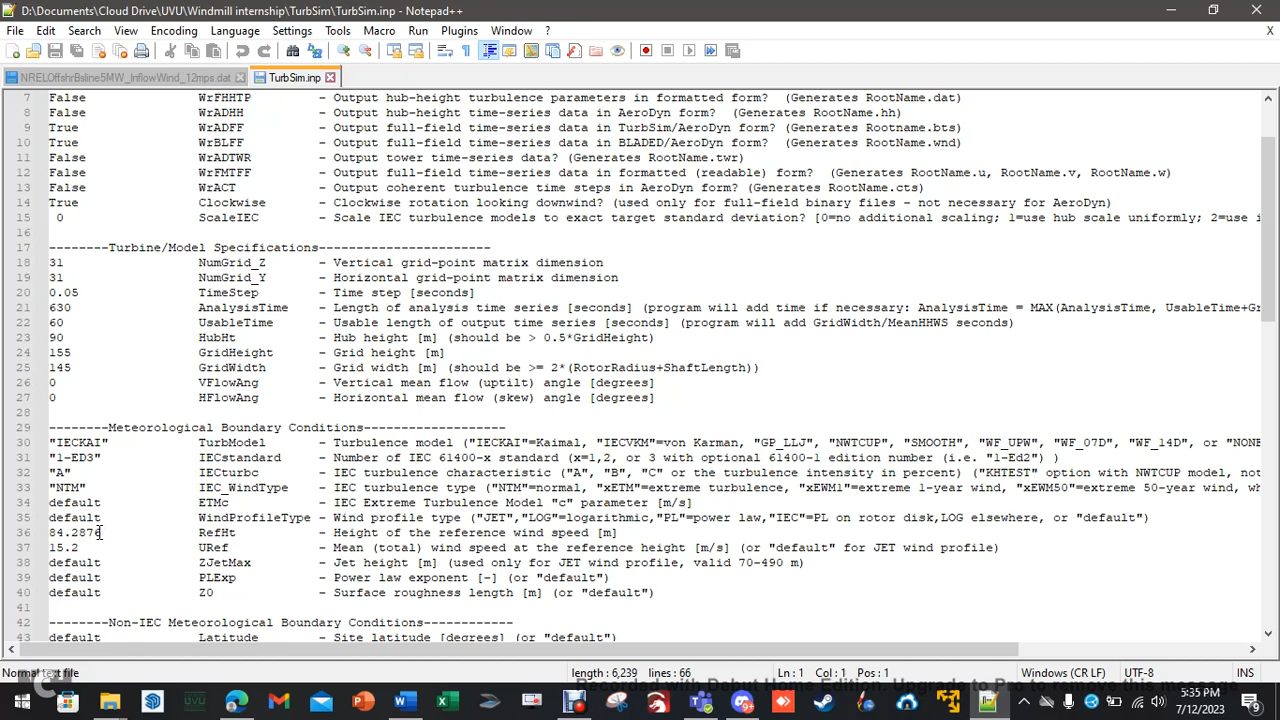 D:\Documents\Cloud Drive\UVU\Windmill internship\TurbSim\TurbSim.inp - Notepad++
File Edit Search View Encoding Language Settings Tools Macro Run Plugins Window ?
X
NRELOffshrBsline5MW_InflowWind_12mps.dat
TurbSim.inp
7 False WrFHHTP - Output hub-height turbulence parameters in formatted form? (Generates RootName.dat)
8 False WrADHH - Output hub-height time-series data in AeroDyn form? (Generates RootName.hh)
9 True WrADFF - Output full-field time-series data in TurbSim/AeroDyn form? (Generates Rootname.bts)
10 True WrBLFF - Output full-field time-series data in BLADED/AeroDyn form? (Generates RootName.wnd)
11 False WrADTWR - Output tower time-series data? (Generates RootName.twr)
12 False WrFMTFF - Output full-field time-series data in formatted (readable) form? (Generates RootName.u, RootName.v, RootName.w)
13 False WrACT - Output coherent turbulence time steps in AeroDyn form? (Generates RootName.cts)
14 True Clockwise - Clockwise rotation looking downwind? (used only for full-field binary files - not necessary for AeroDyn)
15 0 ScaleIEC - Scale IEC turbulence models to exact target standard deviation? [0=no additional scaling; 1=use hub scale uniformly; 2=use i
16
17 --------Turbine/Model Specifications-----------------------
18 31 NumGrid_Z - Vertical grid-point matrix dimension
19 31 NumGrid_Y - Horizontal grid-point matrix dimension
20 0.05 TimeStep - Time step [seconds]
21 630 AnalysisTime - Length of analysis time series [seconds] (program will add time if necessary: AnalysisTime = MAX(AnalysisTime, UsableTime+G
22 60 UsableTime - Usable length of output time series [seconds] (program will add GridWidth/MeanHHWS seconds)
23 90 HubHt - Hub height [m] (should be > 0.5*GridHeight)
24 155 GridHeight - Grid height [m]
25 145 GridWidth - Grid width [m] (should be >= 2*(RotorRadius+ShaftLength))
26 0 VFlowAng - Vertical mean flow (uptilt) angle [degrees]
27 0 HFlowAng - Horizontal mean flow (skew) angle [degrees]
28
29 --------Meteorological Boundary Conditions-------------------
30 "IECKAI" TurbModel - Turbulence model ("IECKAI"=Kaimal, "IECVKM"=von Karman, "GP_LLJ", "NWTCUP", "SMOOTH", "WF_UPW", "WF_07D", "WF_14D", or "NONE
31 "1-ED3" IECstandard - Number of IEC 61400-x standard (x=1,2, or 3 with optional 61400-1 edition number (i.e. "1-Ed2") )
32 "A" IECturbc - IEC turbulence characteristic ("A", "B", "C" or the turbulence intensity in percent) ("KHTEST" option with NWTCUP model, not
33 "NTM" IEC_WindType - IEC turbulence type ("NTM"=normal, "xETM"=extreme turbulence, "xEWM1"=extreme 1-year wind, "xEWM50"=extreme 50-year wind, wh
34 default ETMc - IEC Extreme Turbulence Model "c" parameter [m/s]
35 default WindProfileType - Wind profile type ("JET","LOG"=logarithmic,"PL"=power law,"IEC"=PL on rotor disk,LOG elsewhere, or "default")
36 84.2876 RefHt - Height of the reference wind speed [m]
37 15.2 URef - Mean (total) wind speed at the reference height [m/s] (or "default" for JET wind profile)
38 default ZJetMax - Jet height [m] (used only for JET wind profile, valid 70-490 m)
39 default PLExp - Power law exponent [-] (or "default")
40 default Z0 - Surface roughness length [m] (or "default")
41
42 --------Non-IEC Meteorological Boundary Conditions------------
43 default Latitude - Site latitude [degrees] (or "default")
Normal text file length : 6,239 lines : 66 Ln : 1 Col : 1 Pos : 1 Windows (CR LF) UTF-8 INS
Recorded with Debut Home Edition. Upgrade to Pro to remove this message
UVU
5:35 PM
7/12/2023